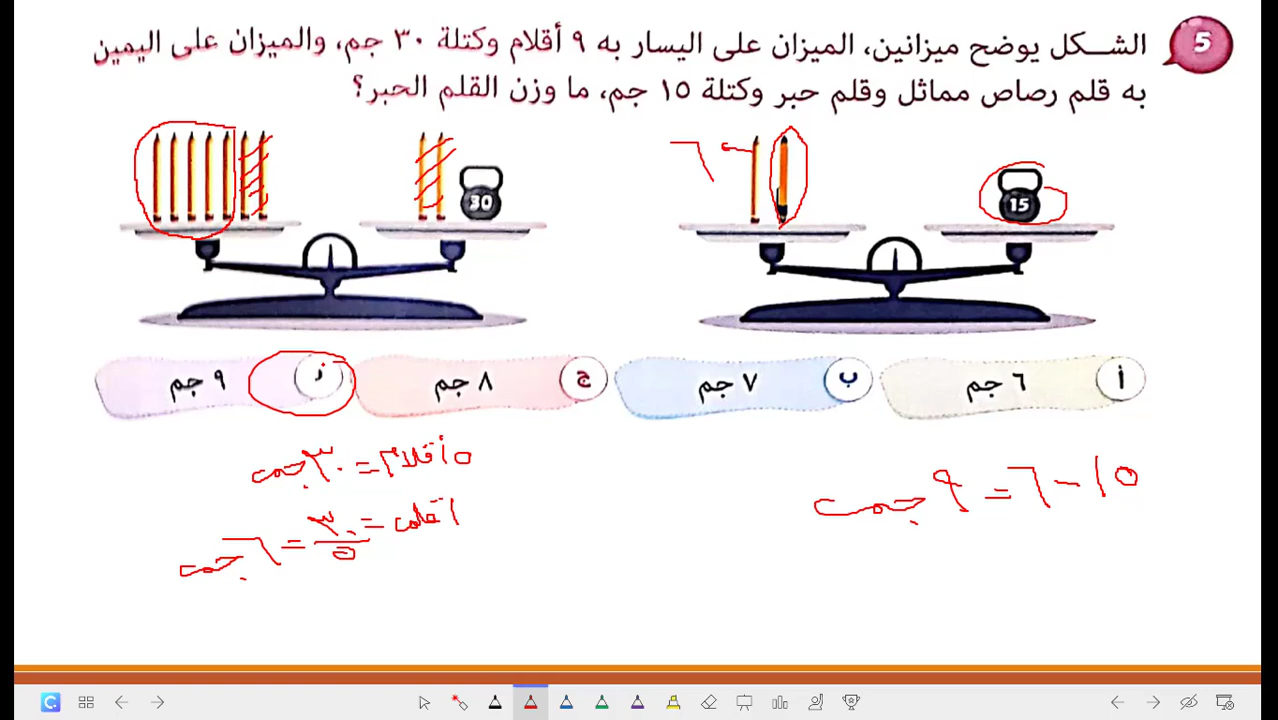 5
الشكل يوضح ميزانين، الميزان على اليسار به ٩ أقلام وكتلة ٣٠ جم، والميزان على اليمين
به قلم رصاص مماثل وقلم حبر وكتلة ١٥ جم، ما وزن القلم الحبر؟
٦
15
30
أ ٦ جم
ب ٧ جم
ج ٨ جم
د ٩ جم
١٥ - ٦ = ٩ جم
٥ أقلام = ٣٠ جم
١ قلم = ٣٠/٥ = ٦ جم